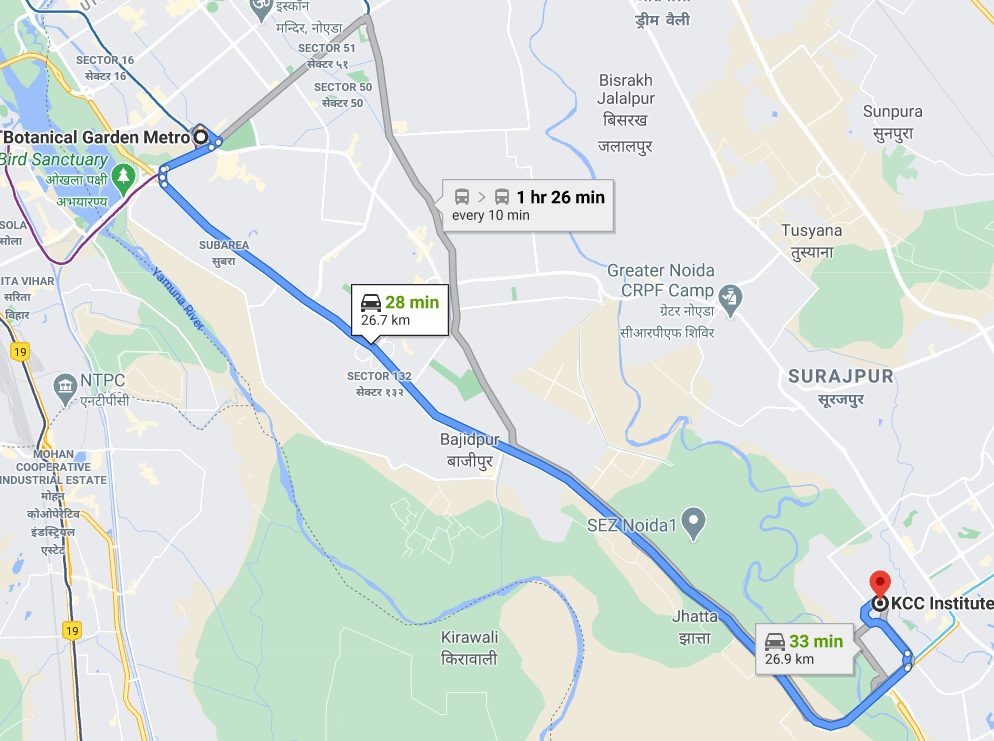 इस्कॉन
मन्दिर, नोएडा
ड्रीम वैली
SECTOR 51
सेक्टर ५१
SECTOR 16
सेक्टर 16
SECTOR 50
सेक्टर 50
Bisrakh
Jalalpur
बिसरख
जलालपुर
Sunpura
सुनपुरा
Botanical Garden Metro
Bird Sanctuary
ओखला पक्षी
अभयारण्य
1 hr 26 min
every 10 min
SOLA
सोला
SUBAREA
सुबरा
Tusyana
तुस्याना
ITA VIHAR
सरिता
विहार
Yamuna River
Greater Noida
CRPF Camp
ग्रेटर नोएडा
सीआरपीएफ़ शिविर
28 min
26.7 km
19
NTPC
एनटीपीसी
SECTOR 132
सेक्टर १३२
SURAJPUR
सूरजपुर
Bajidpur
बाजीपुर
MOHAN
COOPERATIVE
INDUSTRIAL ESTATE
मोहन
कोओपेरेटिव
इंडस्ट्रियल
एस्टेट
SEZ Noida1
KCC Institute
Jhatta
झात्ता
19
Kirawali
किरावाली
33 min
26.9 km